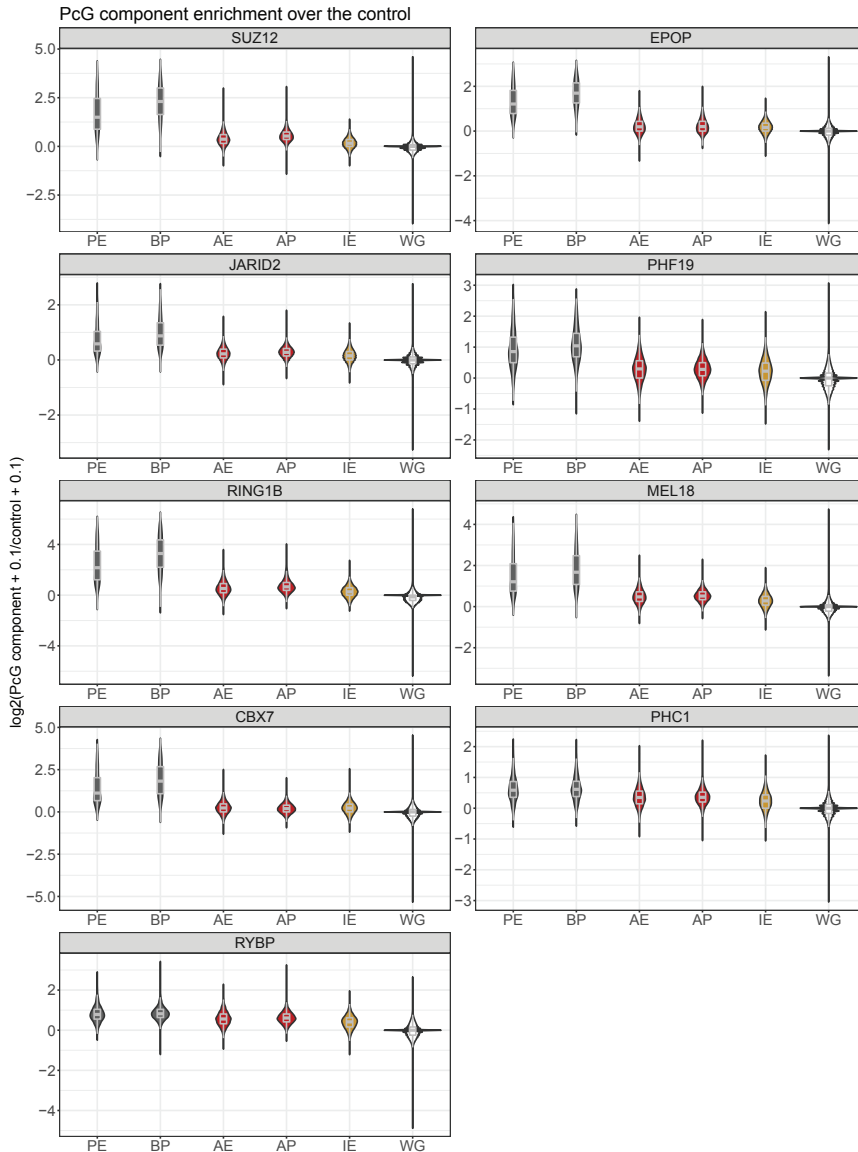 PcG component enrichment over the control
log2(PcG component + 0.1/control + 0.1)
SUZ12
5.0
2.5
0.0
−2.5
PE BP AE AP IE WG
EPOP
2
0
−2
−4
PE BP AE AP IE WG
JARID2
2
0
−2
PE BP AE AP IE WG
PHF19
3
2
1
0
−1
−2
PE BP AE AP IE WG
RING1B
4
0
−4
PE BP AE AP IE WG
MEL18
4
2
0
−2
PE BP AE AP IE WG
CBX7
5.0
2.5
0.0
−2.5
−5.0
PE BP AE AP IE WG
PHC1
2
1
0
−1
−2
−3
PE BP AE AP IE WG
RYBP
2
0
−2
−4
PE BP AE AP IE WG